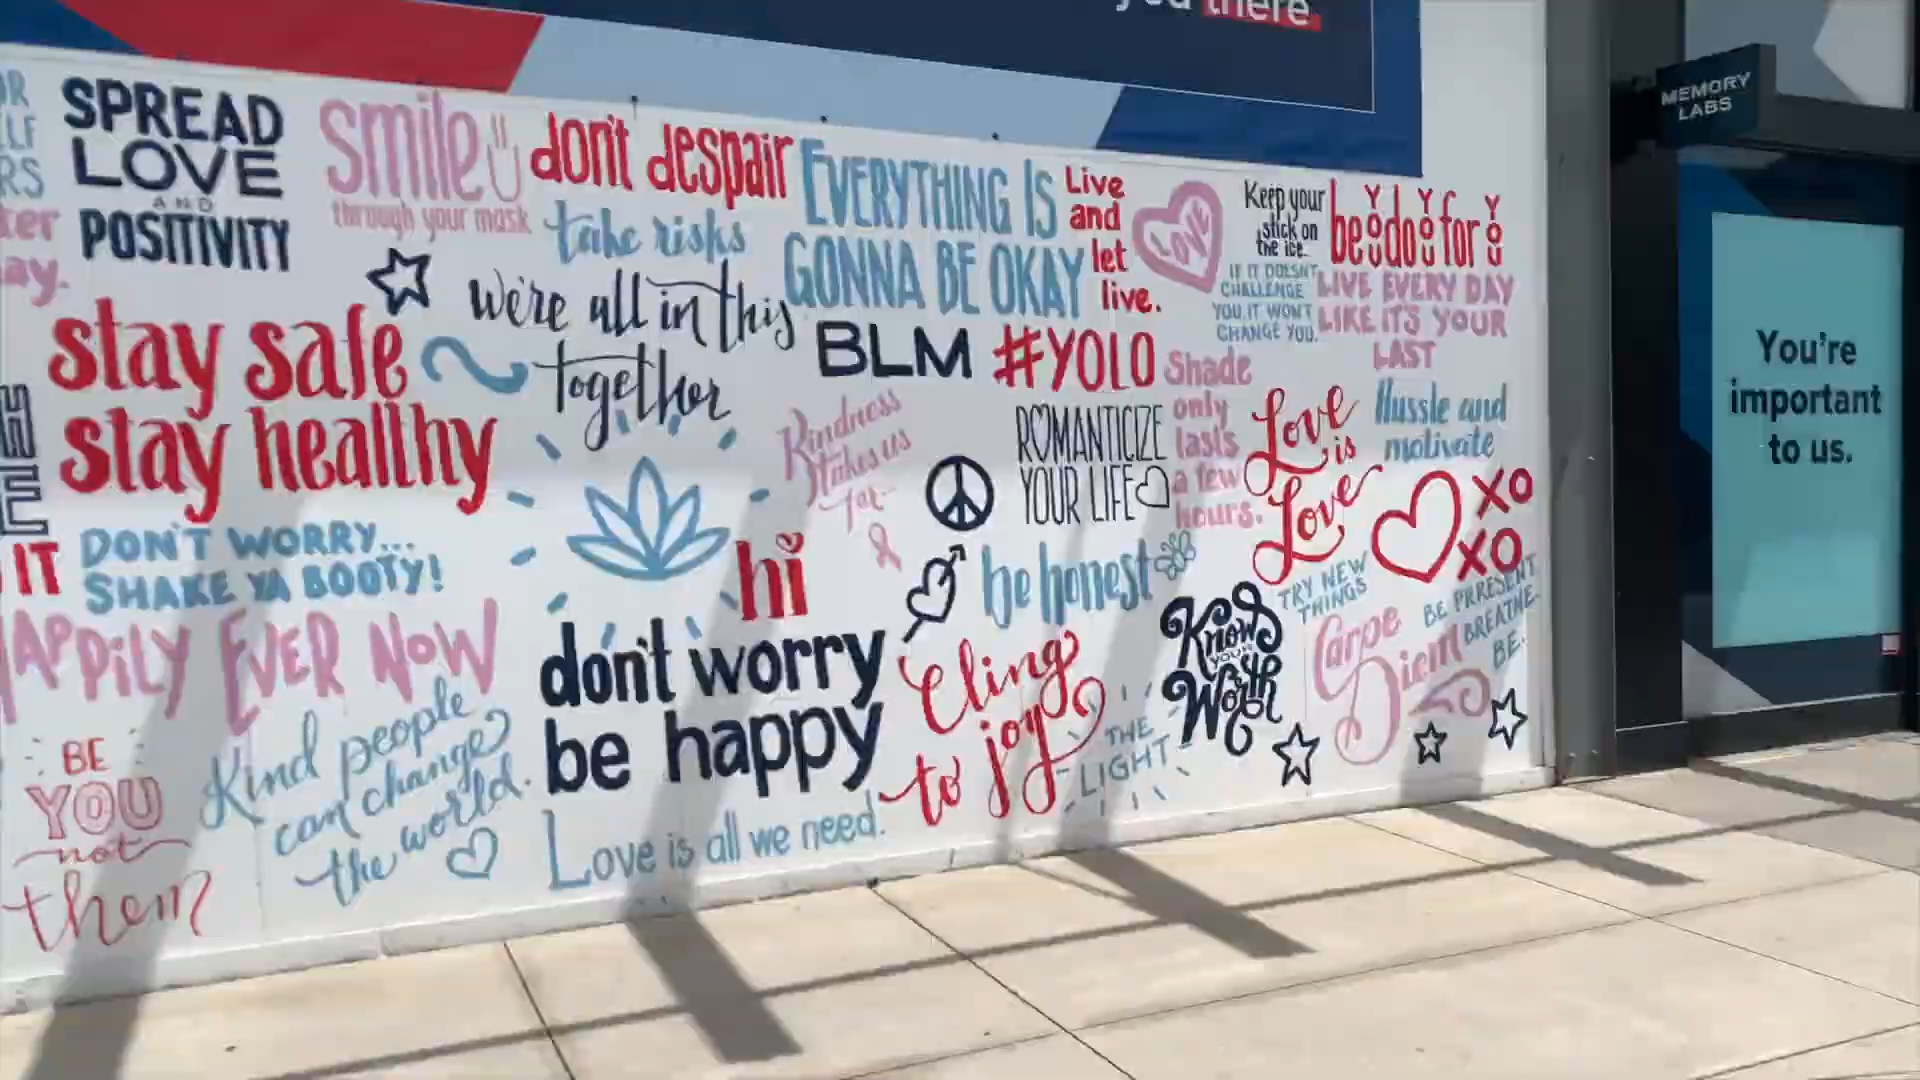 there.
MEMORY
LABS
You're
important
to us.
SPREAD
LOVE
AND
POSITIVITY
smile
through your mask
don't despair
take risks
EVERYTHING IS
GONNA BE OKAY
Live
and
let
live.
LOVE
Keep your
stick on
the ice.
be YOU do YOU for YOU
IF IT DOESN'T
CHALLENGE
YOU, IT WON'T
CHANGE YOU.
LIVE EVERY DAY
LIKE IT'S YOUR
LAST
stay safe
stay healthy
We're all in this
together
BLM
#YOLO
Shade
only
lasts
a few
hours.
Love
is
Love
Hussle and
motivate
XO
XO
Kindness
takes us
far
ROMANTICIZE
YOUR LIFE
IT
DON'T WORRY...
SHAKE YA BOOTY!
hi
be honest
TRY NEW
THINGS
BE PRRESENT
BREATHE.
BE.
Carpe
Diem
Know
YOUR
Worth
APPILY EVER NOW
don't worry
be happy
Cling
to joy
THE
LIGHT
BE
YOU
not
them
Kind people
can change
the world.
Love is all we need.